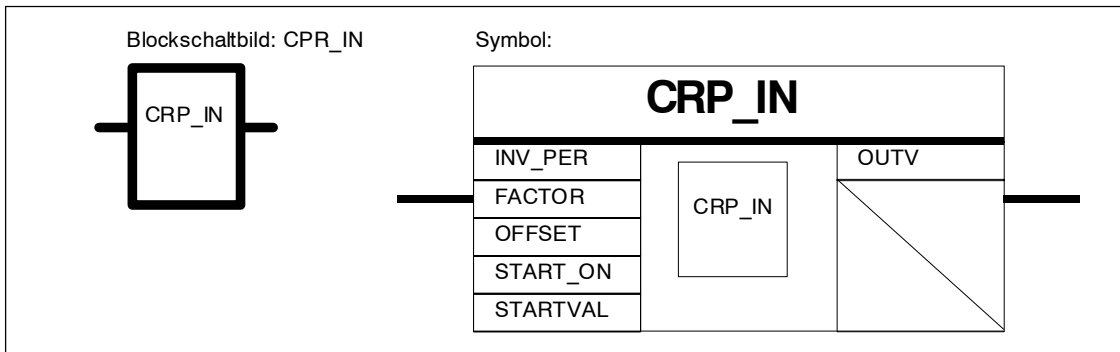 Blockschaltbild: CPR_IN
Symbol:
CRP_IN
CRP_IN
INV_PER
OUTV
FACTOR
CRP_IN
OFFSET
START_ON
STARTVAL